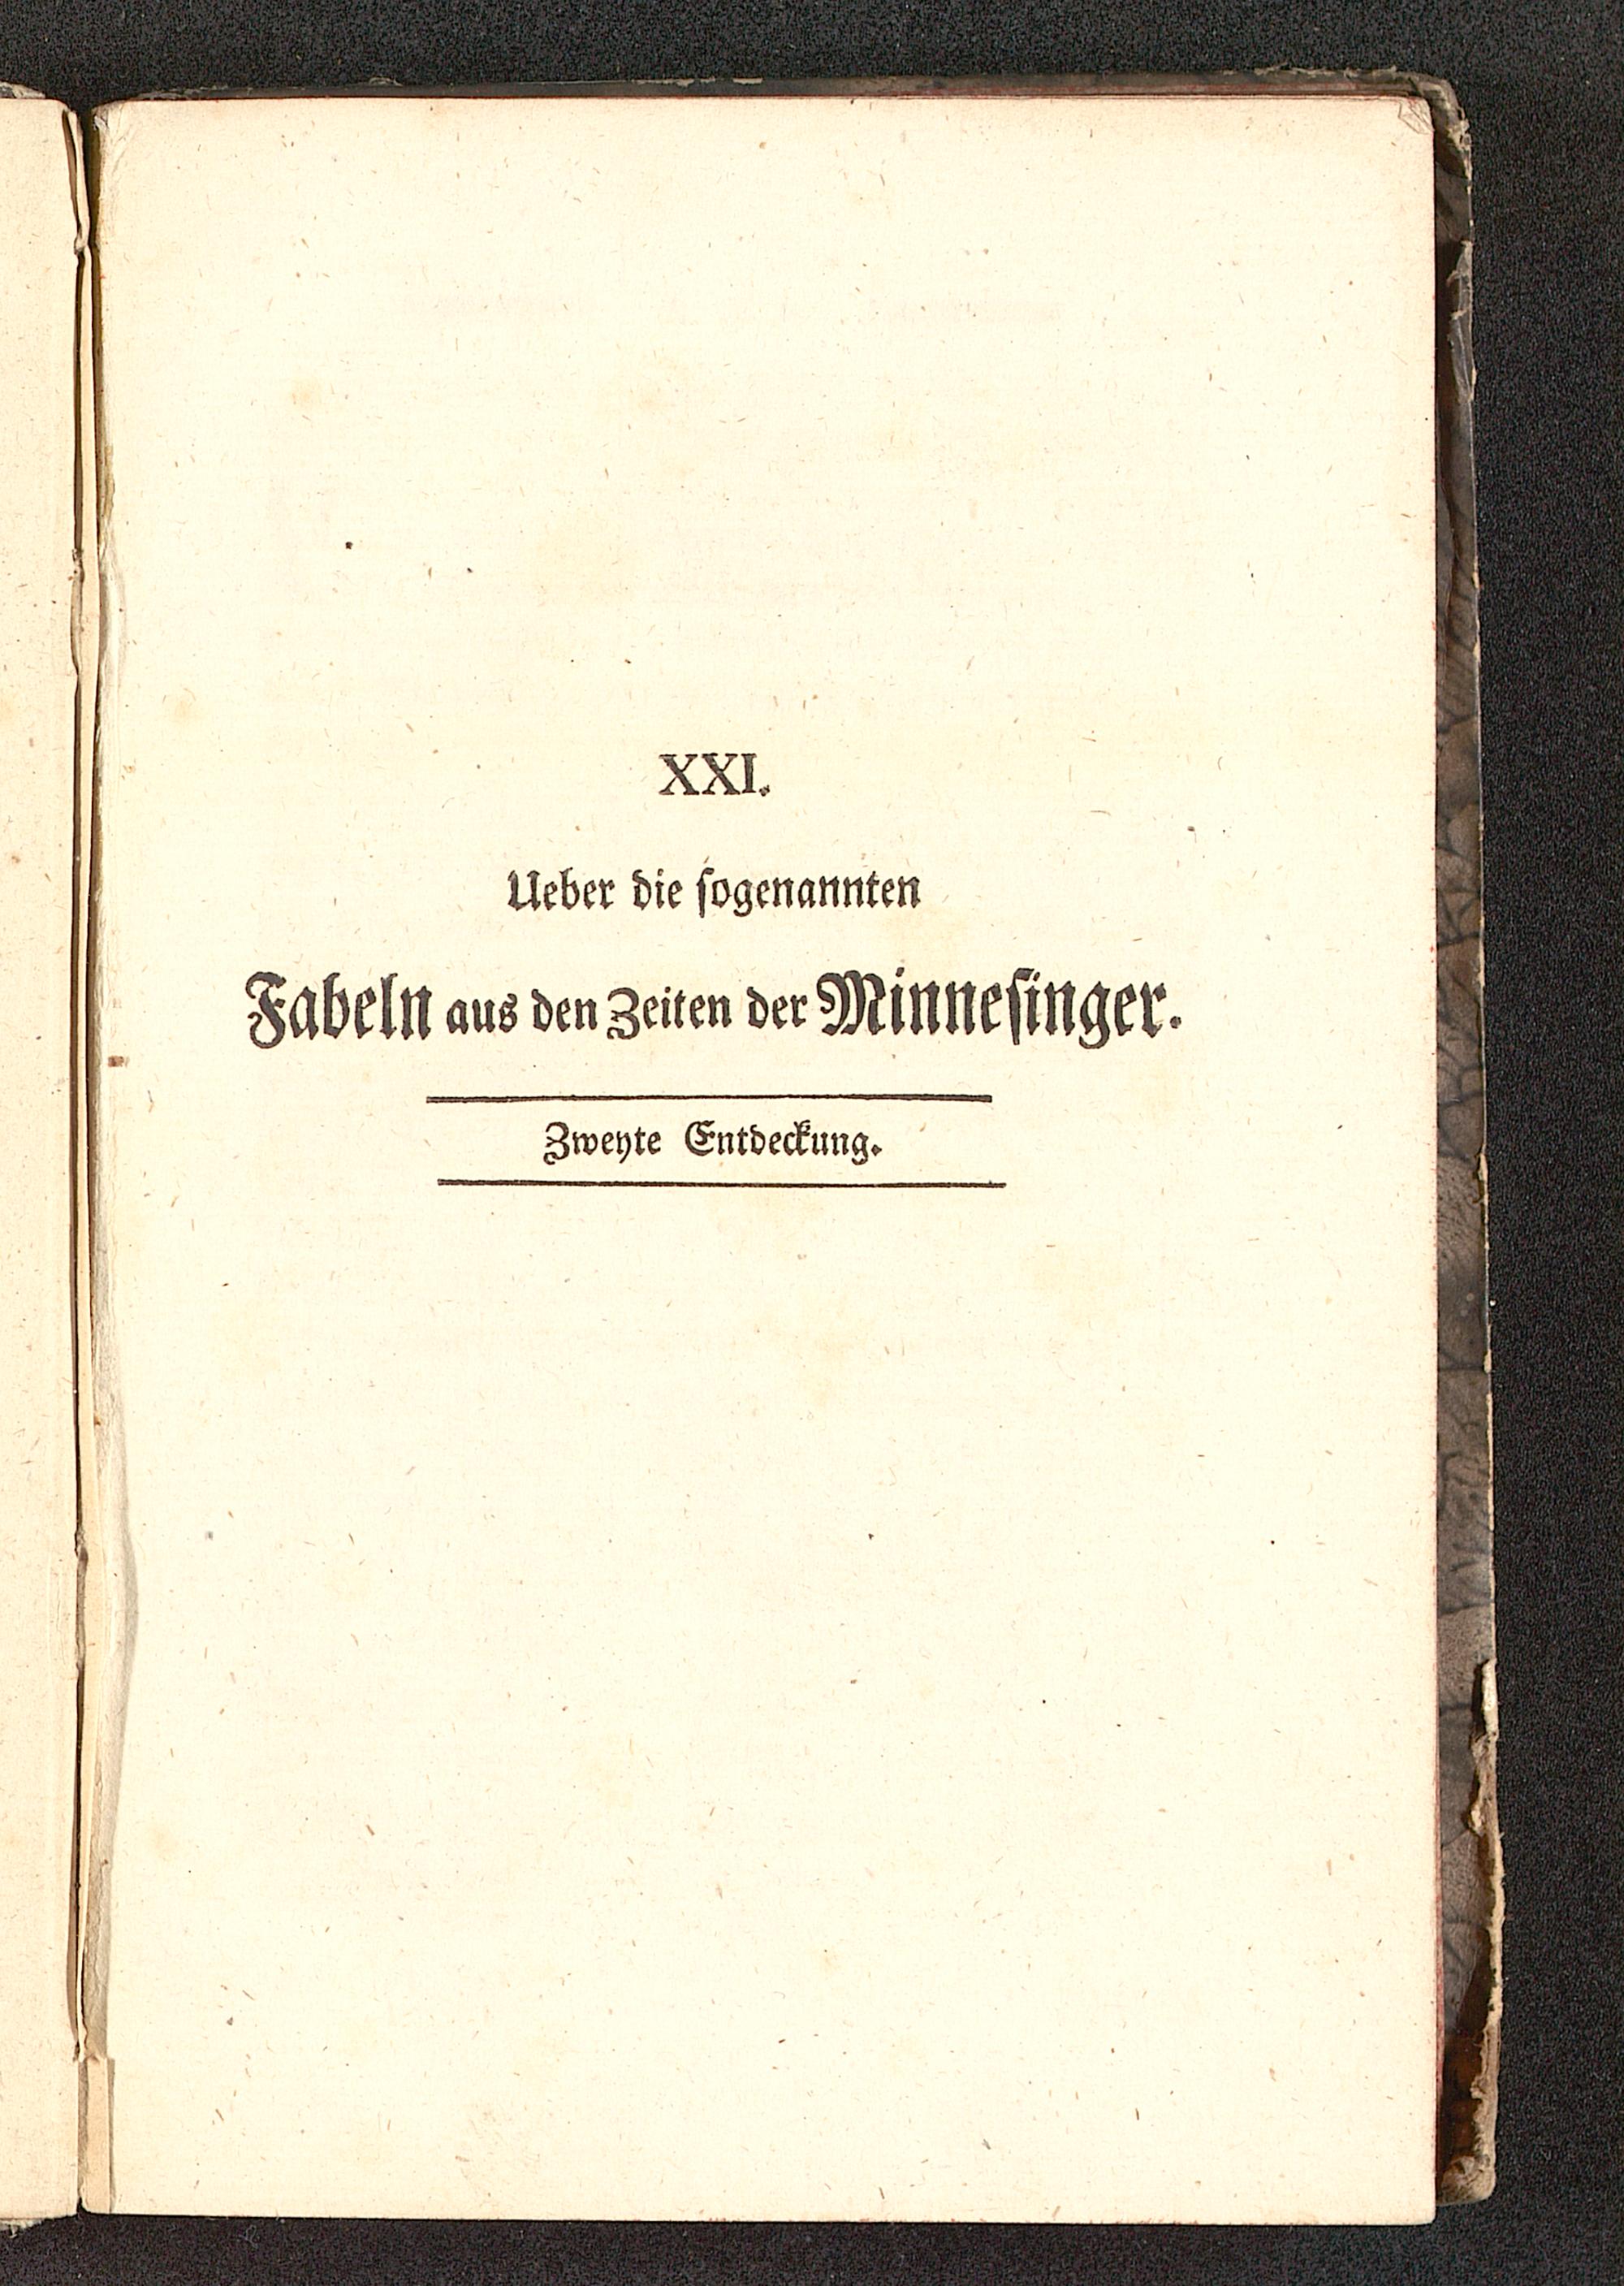 XXI.
Ueber die ſogenannten
Fabeln aus den Zeiten der Minneſinger.
Zweyte Entdeckung.